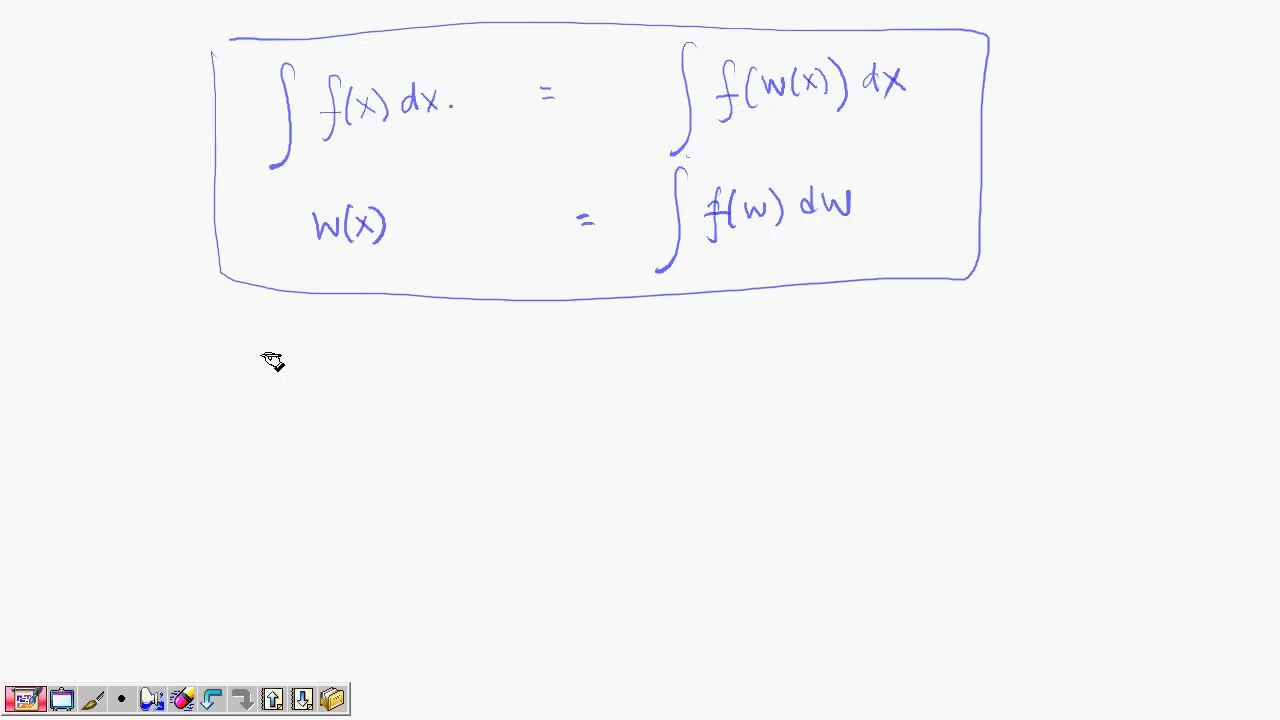 ∫ f(x) dx. = ∫ f(w(x)) dx
w(x) = ∫ f(w) dw